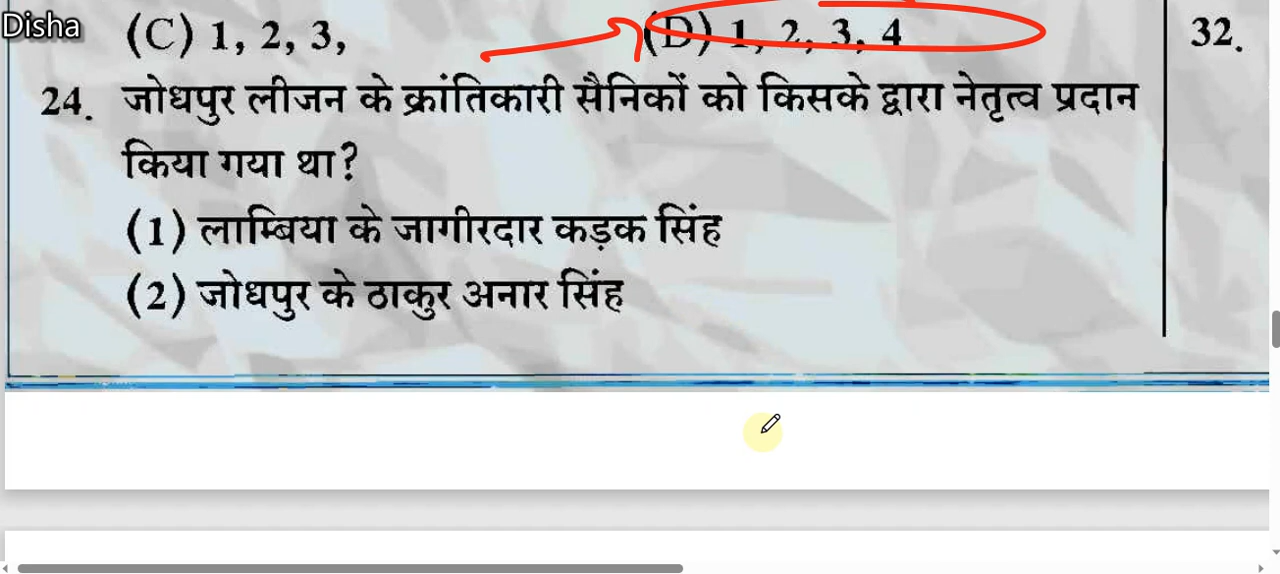 Disha
(C) 1, 2, 3, (D) 1, 2, 3, 4
32.
24. जोधपुर लीजन के क्रांतिकारी सैनिकों को किसके द्वारा नेतृत्व प्रदान
किया गया था?
(1) लाम्बिया के जागीरदार कड़क सिंह
(2) जोधपुर के ठाकुर अनार सिंह